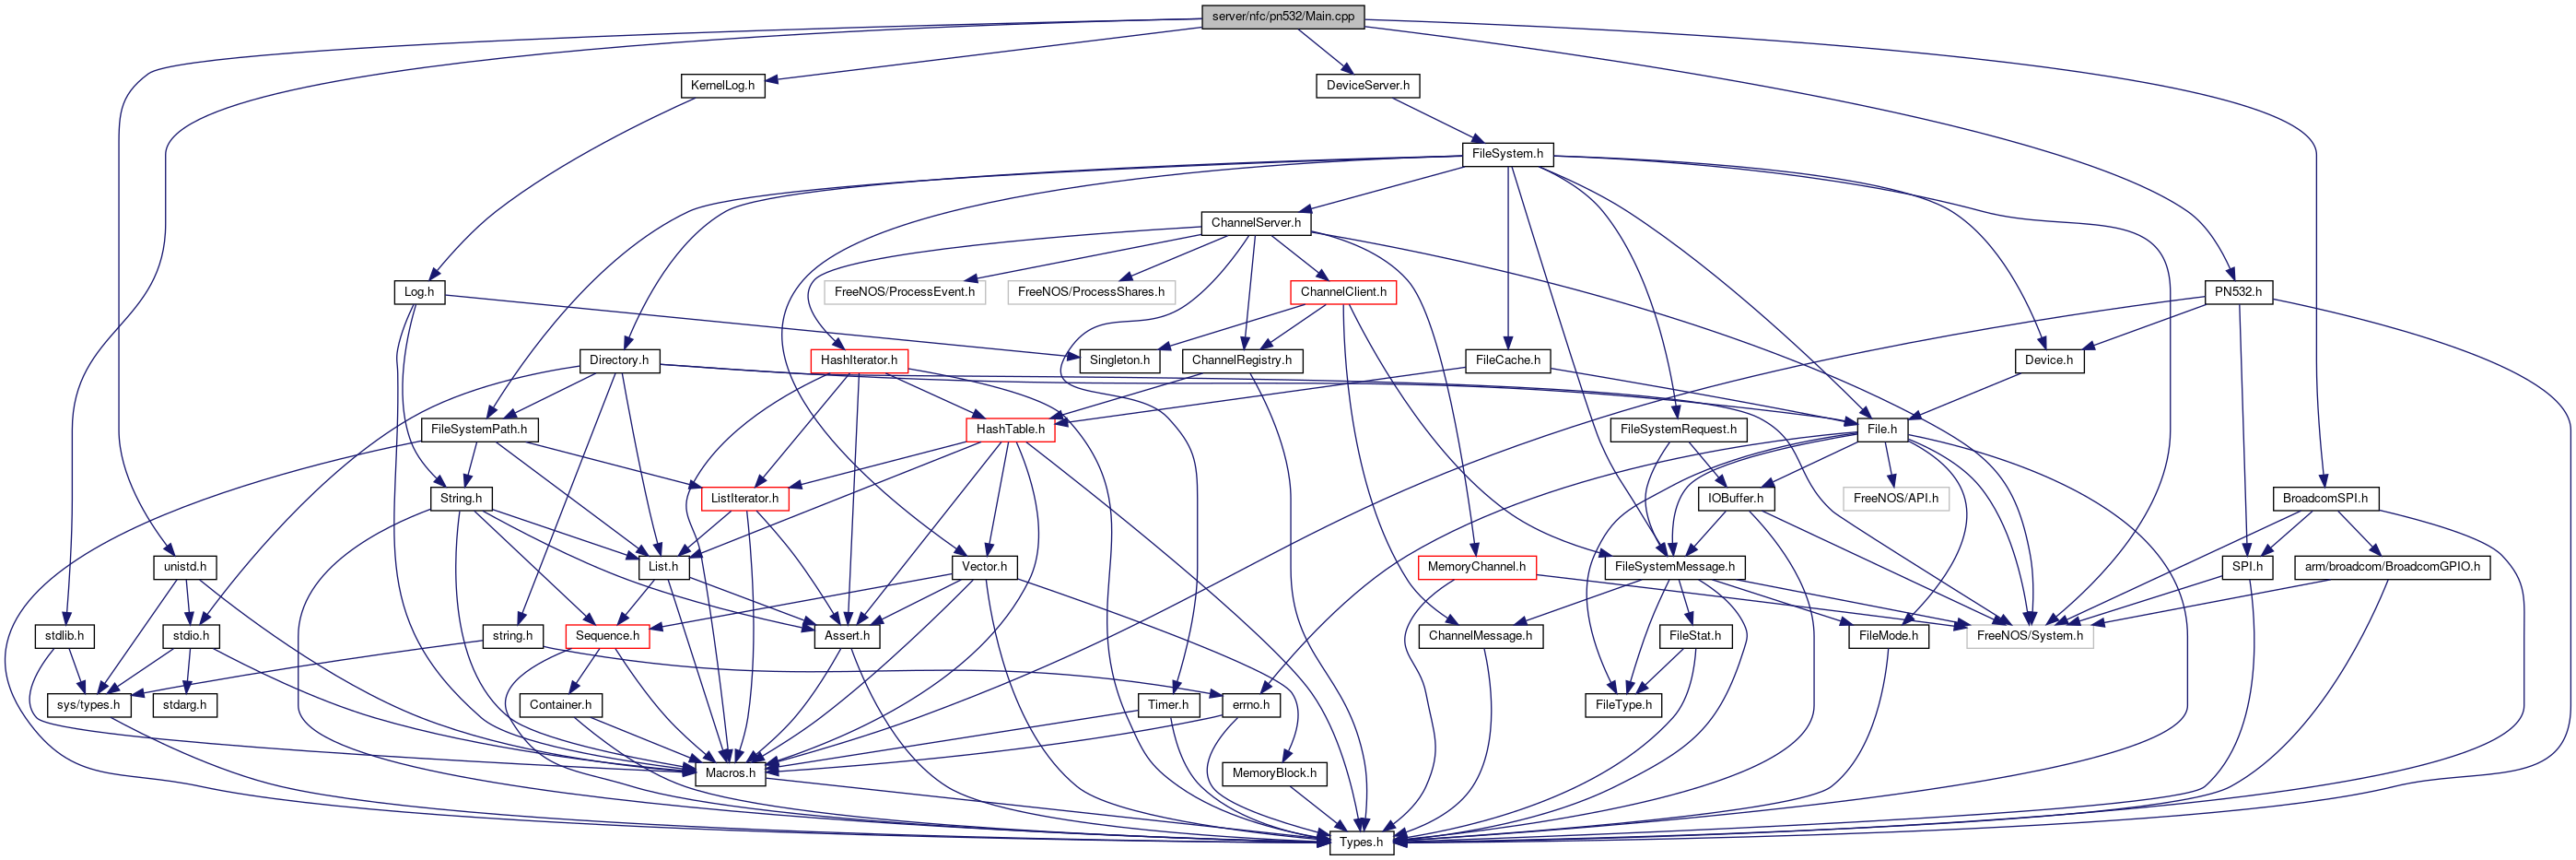 server/nfc/pn532/Main.cpp
KernelLog.h
DeviceServer.h
FileSystem.h
ChannelServer.h
Log.h
FreeNOS/ProcessEvent.h
FreeNOS/ProcessShares.h
ChannelClient.h
PN532.h
Directory.h
HashIterator.h
Singleton.h
ChannelRegistry.h
FileCache.h
Device.h
FileSystemPath.h
HashTable.h
FileSystemRequest.h
File.h
String.h
ListIterator.h
IOBuffer.h
FreeNOS/API.h
BroadcomSPI.h
unistd.h
List.h
Vector.h
MemoryChannel.h
FileSystemMessage.h
SPI.h
arm/broadcom/BroadcomGPIO.h
stdlib.h
stdio.h
string.h
Sequence.h
Assert.h
ChannelMessage.h
FileStat.h
FileMode.h
FreeNOS/System.h
sys/types.h
stdarg.h
Container.h
Timer.h
errno.h
FileType.h
Macros.h
MemoryBlock.h
Types.h